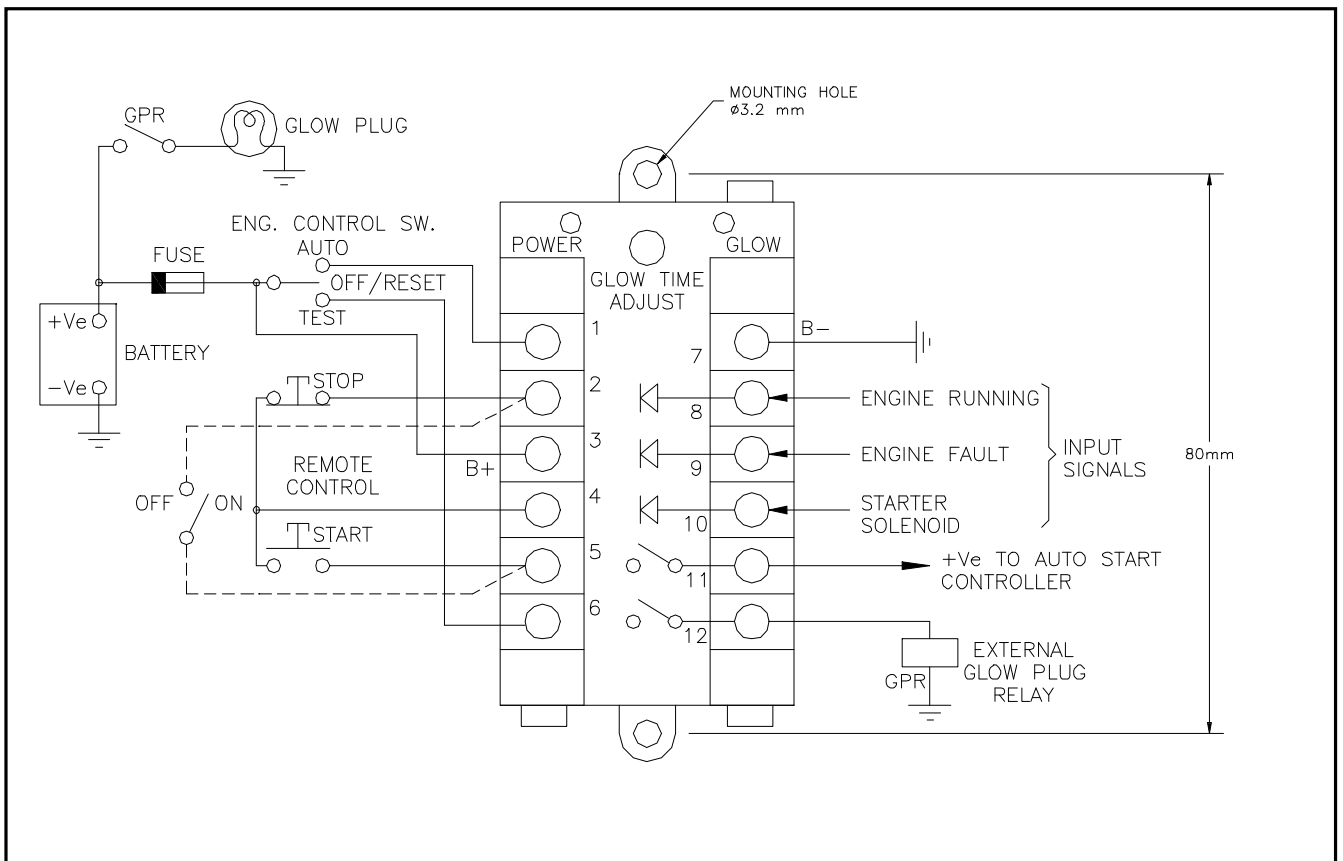 MOUNTING HOLE
ø3.2 mm
GPR
GLOW PLUG
ENG. CONTROL SW.
AUTO
OFF/RESET
TEST
FUSE
+Ve
BATTERY
-Ve
POWER
GLOW
GLOW TIME
ADJUST
1
2
3
4
5
6
7
8
9
10
11
12
B-
B+
STOP
REMOTE
CONTROL
OFF
ON
START
ENGINE RUNNING
ENGINE FAULT
STARTER
SOLENOID
INPUT
SIGNALS
80mm
+Ve TO AUTO START
CONTROLLER
EXTERNAL
GLOW PLUG
RELAY
GPR